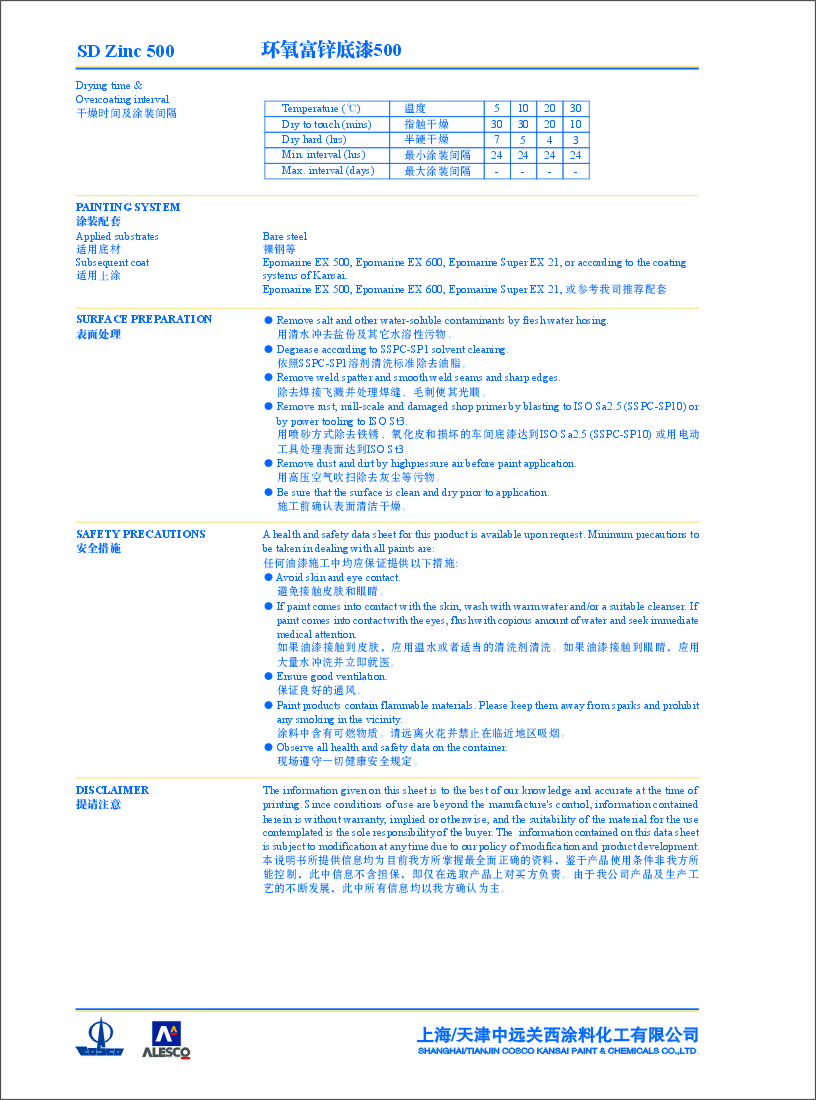 SD Zinc 500 环氧富锌底漆500
Drying time &
Overcoating interval
干燥时间及涂装间隔
Temperature (℃) 温度 5 10 20 30
Dry to touch (mins) 指触干燥 30 30 20 10
Dry hard (hrs) 半硬干燥 7 5 4 3
Min. interval (hrs) 最小涂装间隔 24 24 24 24
Max. interval (days) 最大涂装间隔 - - - -
PAINTING SYSTEM
涂装配套
Applied substrates Bare steel
适用底材 裸钢等
Subsequent coat Epomarine EX 500, Epomarine EX 600, Epomarine Super EX 21, or according to the coating
适用上涂 systems of Kansai.
Epomarine EX 500, Epomarine EX 600, Epomarine Super EX 21, 或参考我司推荐配套
SURFACE PREPARATION
表面处理
● Remove salt and other water-soluble contaminants by fresh water hosing.
用清水冲去盐份及其它水溶性污物。
● Degrease according to SSPC-SP1 solvent cleaning.
依照SSPC-SP1溶剂清洗标准除去油脂。
● Remove weld spatter and smooth weld seams and sharp edges.
除去焊接飞溅并处理焊缝、毛刺使其光顺。
● Remove rust, mill-scale and damaged shop primer by blasting to ISO Sa2.5 (SSPC-SP10) or
by power tooling to ISO St3.
用喷砂方式除去铁锈、氧化皮和损坏的车间底漆达到ISO Sa2.5 (SSPC-SP10) 或用电动
工具处理表面达到ISO St3。
● Remove dust and dirt by highpressure air before paint application.
用高压空气吹扫除去灰尘等污物。
● Be sure that the surface is clean and dry prior to application.
施工前确认表面清洁干燥。
SAFETY PRECAUTIONS
安全措施
A health and safety data sheet for this product is available upon request. Minimum precautions to
be taken in dealing with all paints are:
任何油漆施工中均应保证提供以下措施:
● Avoid skin and eye contact.
避免接触皮肤和眼睛。
● If paint comes into contact with the skin, wash with warm water and/or a suitable cleanser. If
paint comes into contact with the eyes, flush with copious amount of water and seek immediate
medical attention.
如果油漆接触到皮肤，应用温水或者适当的清洗剂清洗。如果油漆接触到眼睛，应用
大量水冲洗并立即就医。
● Ensure good ventilation.
保证良好的通风。
● Paint products contain flammable materials. Please keep them away from sparks and prohibit
any smoking in the vicinity.
涂料中含有可燃物质。请远离火花并禁止在临近地区吸烟。
● Observe all health and safety data on the container.
现场遵守一切健康安全规定。
DISCLAIMER
提请注意
The information given on this sheet is to the best of our knowledge and accurate at the time of
printing. Since conditions of use are beyond the manufacture's control, information contained
herein is without warranty, implied or otherwise, and the suitability of the material for the use
contemplated is the sole responsibility of the buyer. The information contained on this data sheet
is subject to modification at any time due to our policy of modification and product development.
本说明书所提供信息均为目前我方所掌握最全面正确的资料，鉴于产品使用条件非我方所
能控制，此中信息不含担保，即仅在选取产品上对买方负责。由于我公司产品及生产工
艺的不断发展，此中所有信息均以我方确认为主。
COSCO ALESCO
上海/天津中远关西涂料化工有限公司
SHANGHAI/TIANJIN COSCO KANSAI PAINT & CHEMICALS CO.,LTD.